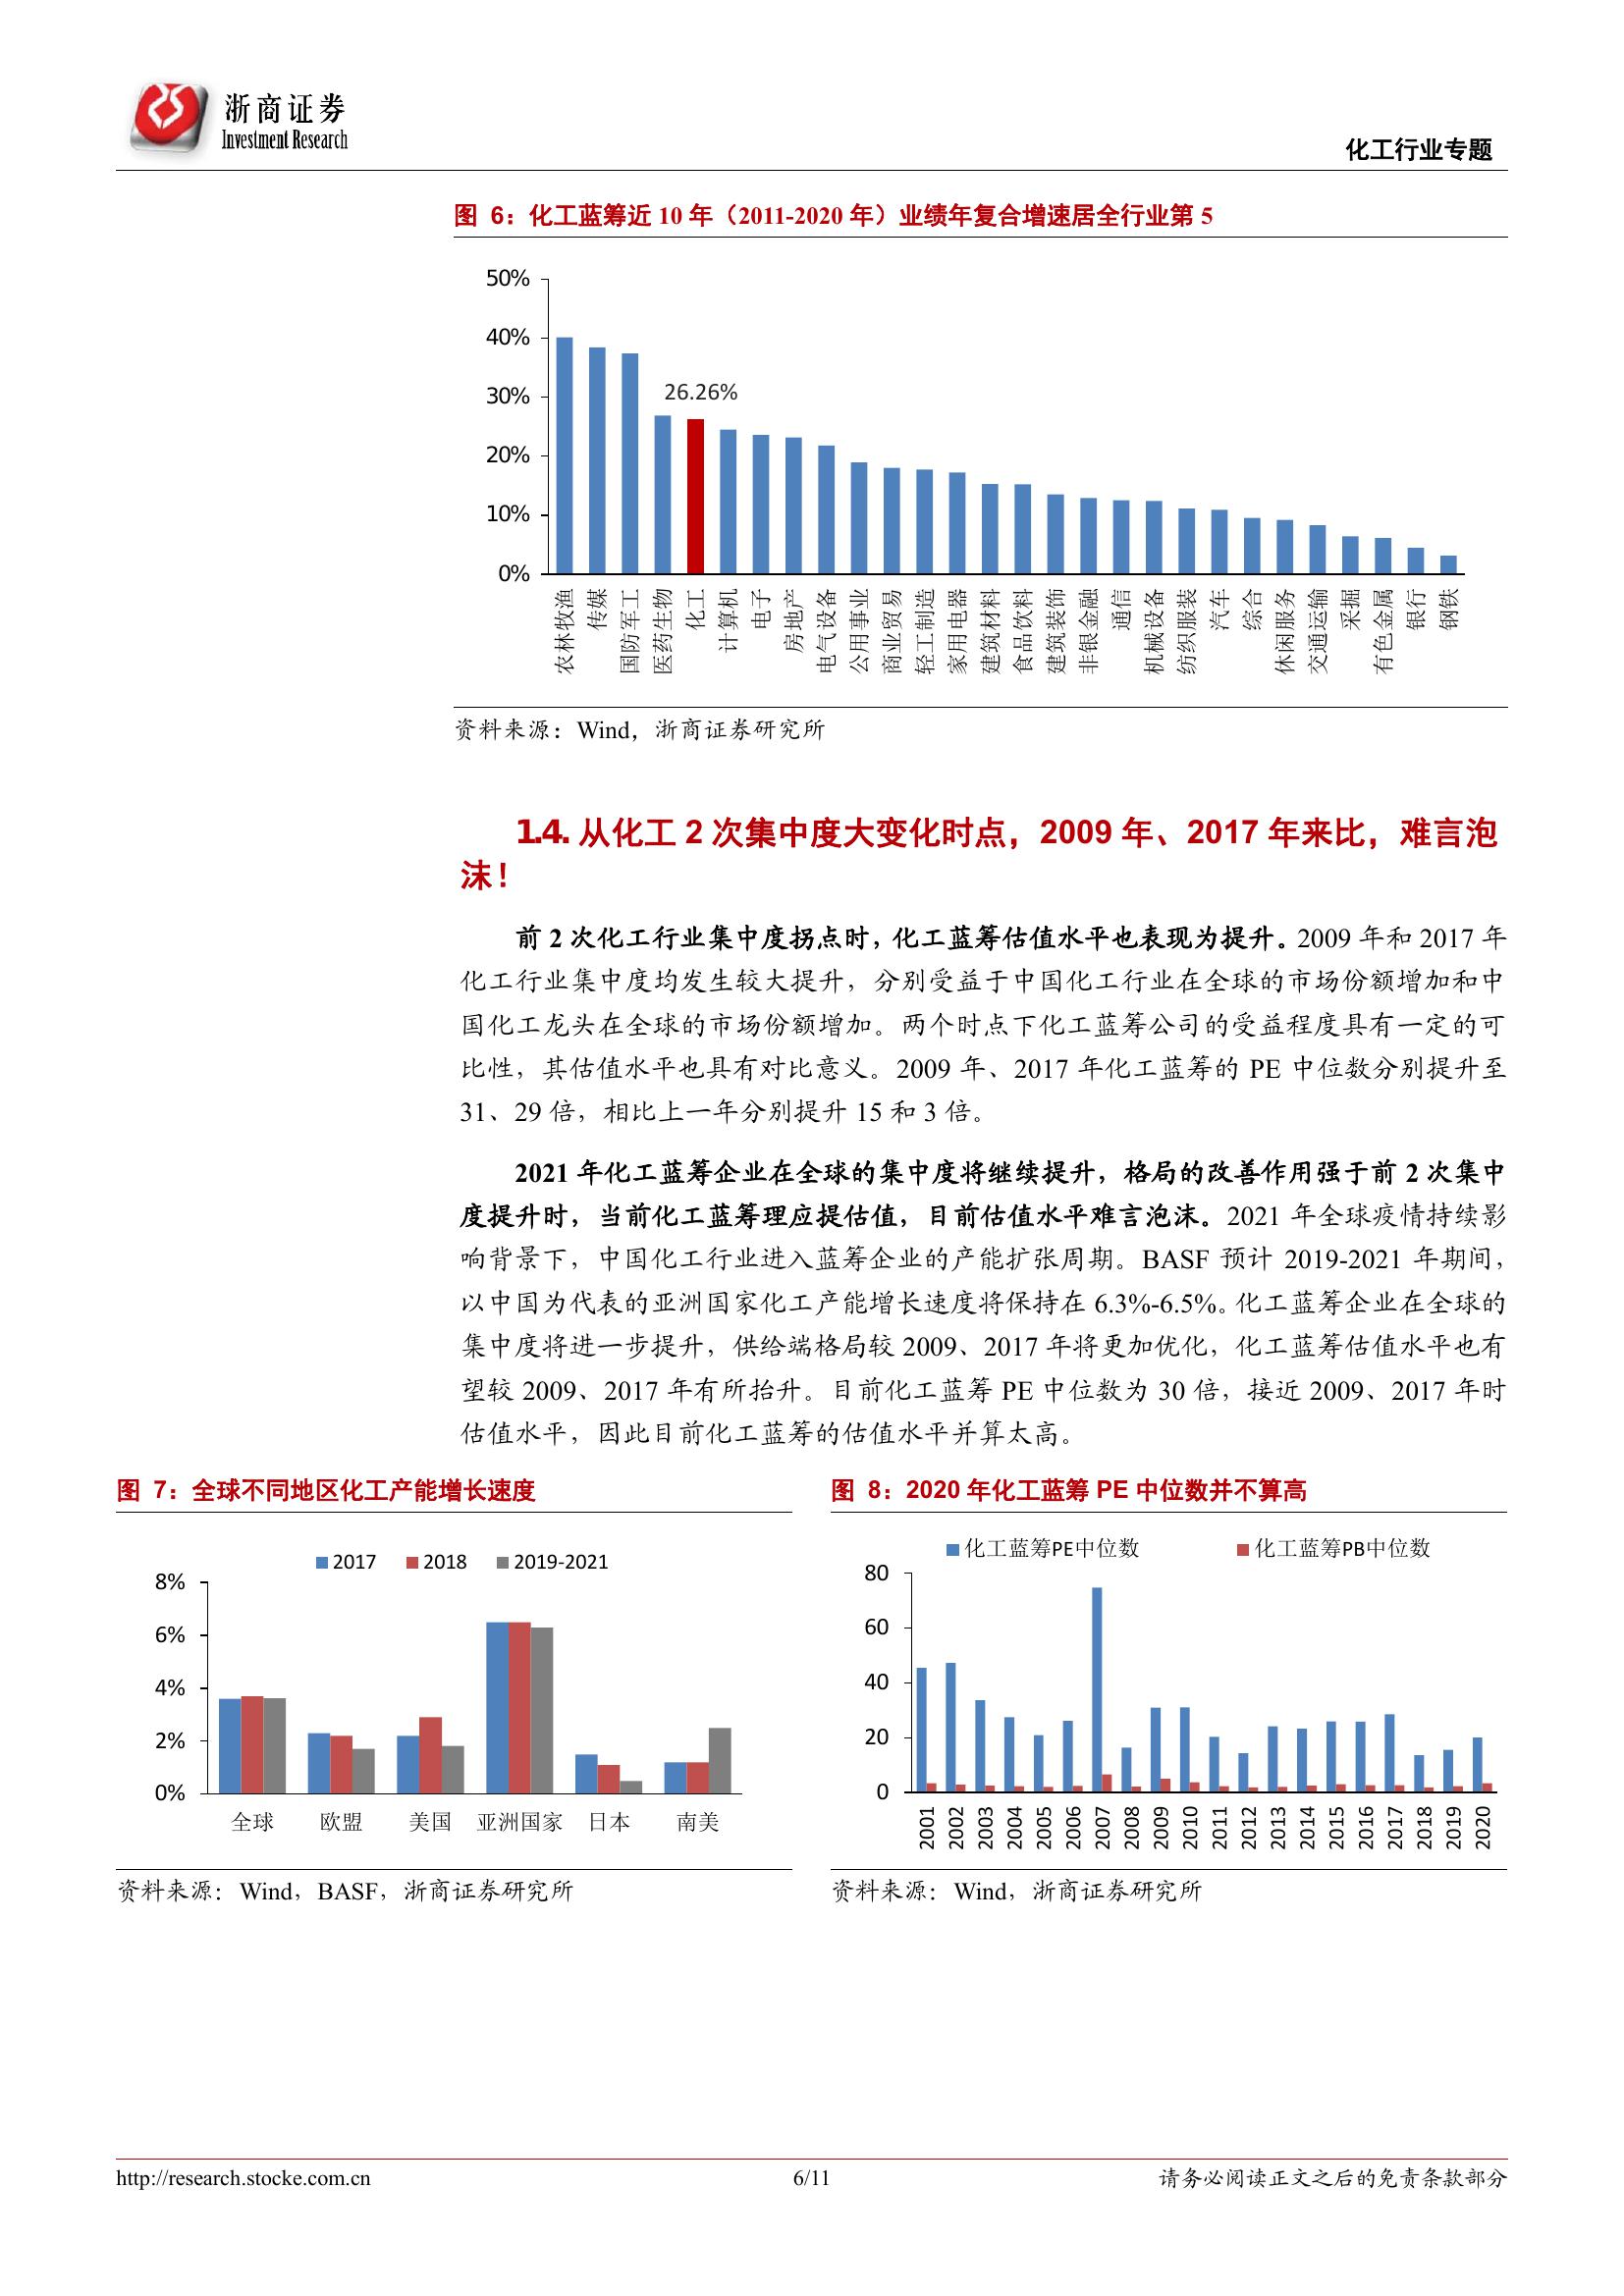 浙商证券
Investment Research
化工行业专题
图 6：化工蓝筹近 10 年（2011-2020 年）业绩年复合增速居全行业第 5
50%
40%
30%
20%
10%
0%
26.26%
农林牧渔
传媒
国防军工
医药生物
化工
计算机
电子
房地产
电气设备
公用事业
商业贸易
轻工制造
家用电器
建筑材料
食品饮料
建筑装饰
非银金融
通信
机械设备
纺织服装
汽车
综合
休闲服务
交通运输
采掘
有色金属
银行
钢铁
资料来源：Wind，浙商证券研究所
1.4. 从化工 2 次集中度大变化时点，2009 年、2017 年来比，难言泡
沫！
前 2 次化工行业集中度拐点时，化工蓝筹估值水平也表现为提升。2009 年和 2017 年
化工行业集中度均发生较大提升，分别受益于中国化工行业在全球的市场份额增加和中
国化工龙头在全球的市场份额增加。两个时点下化工蓝筹公司的受益程度具有一定的可
比性，其估值水平也具有对比意义。2009 年、2017 年化工蓝筹的 PE 中位数分别提升至
31、29 倍，相比上一年分别提升 15 和 3 倍。
2021 年化工蓝筹企业在全球的集中度将继续提升，格局的改善作用强于前 2 次集中
度提升时，当前化工蓝筹理应提估值，目前估值水平难言泡沫。2021 年全球疫情持续影
响背景下，中国化工行业进入蓝筹企业的产能扩张周期。BASF 预计 2019-2021 年期间，
以中国为代表的亚洲国家化工产能增长速度将保持在 6.3%-6.5%。化工蓝筹企业在全球的
集中度将进一步提升，供给端格局较 2009、2017 年将更加优化，化工蓝筹估值水平也有
望较 2009、2017 年有所抬升。目前化工蓝筹 PE 中位数为 30 倍，接近 2009、2017 年时
估值水平，因此目前化工蓝筹的估值水平并算太高。
图 7：全球不同地区化工产能增长速度
2017 2018 2019-2021
8%
6%
4%
2%
0%
全球 欧盟 美国 亚洲国家 日本 南美
资料来源：Wind，BASF，浙商证券研究所
图 8：2020 年化工蓝筹 PE 中位数并不算高
化工蓝筹PE中位数 化工蓝筹PB中位数
80
60
40
20
0
2001
2002
2003
2004
2005
2006
2007
2008
2009
2010
2011
2012
2013
2014
2015
2016
2017
2018
2019
2020
资料来源：Wind，浙商证券研究所
http://research.stocke.com.cn
6/11
请务必阅读正文之后的免责条款部分